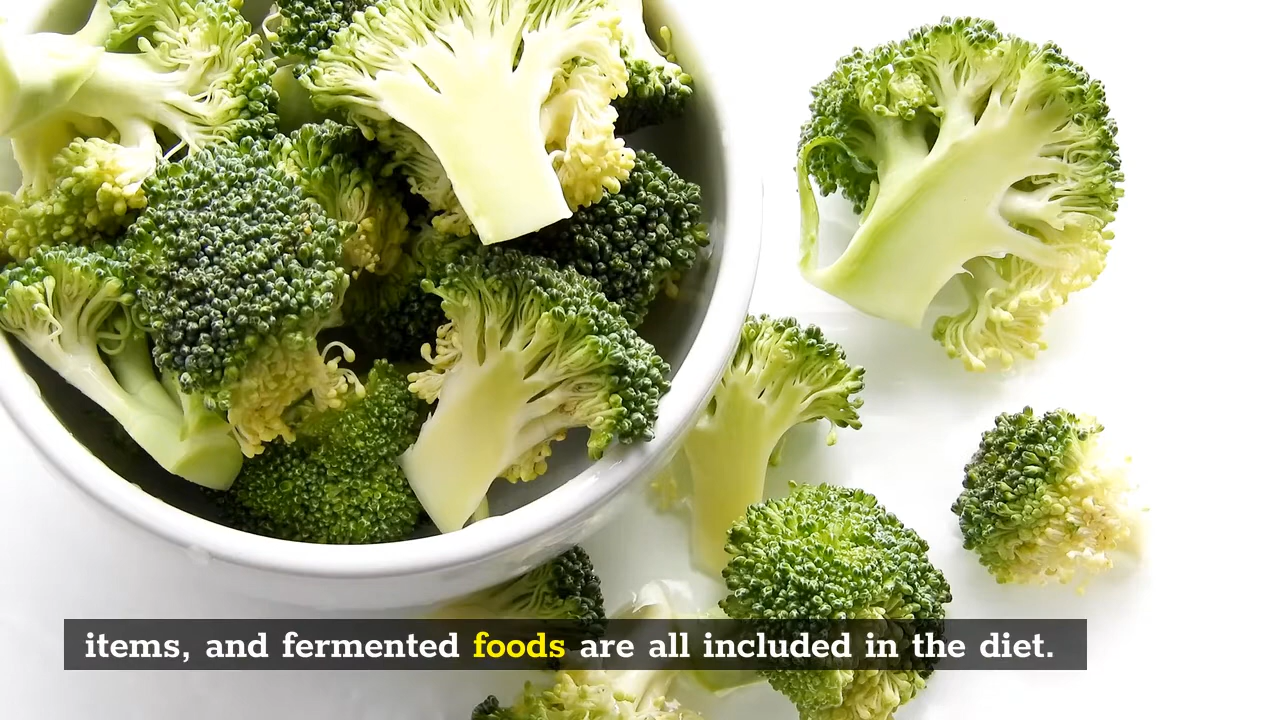 items, and fermented foods are all included in the diet.